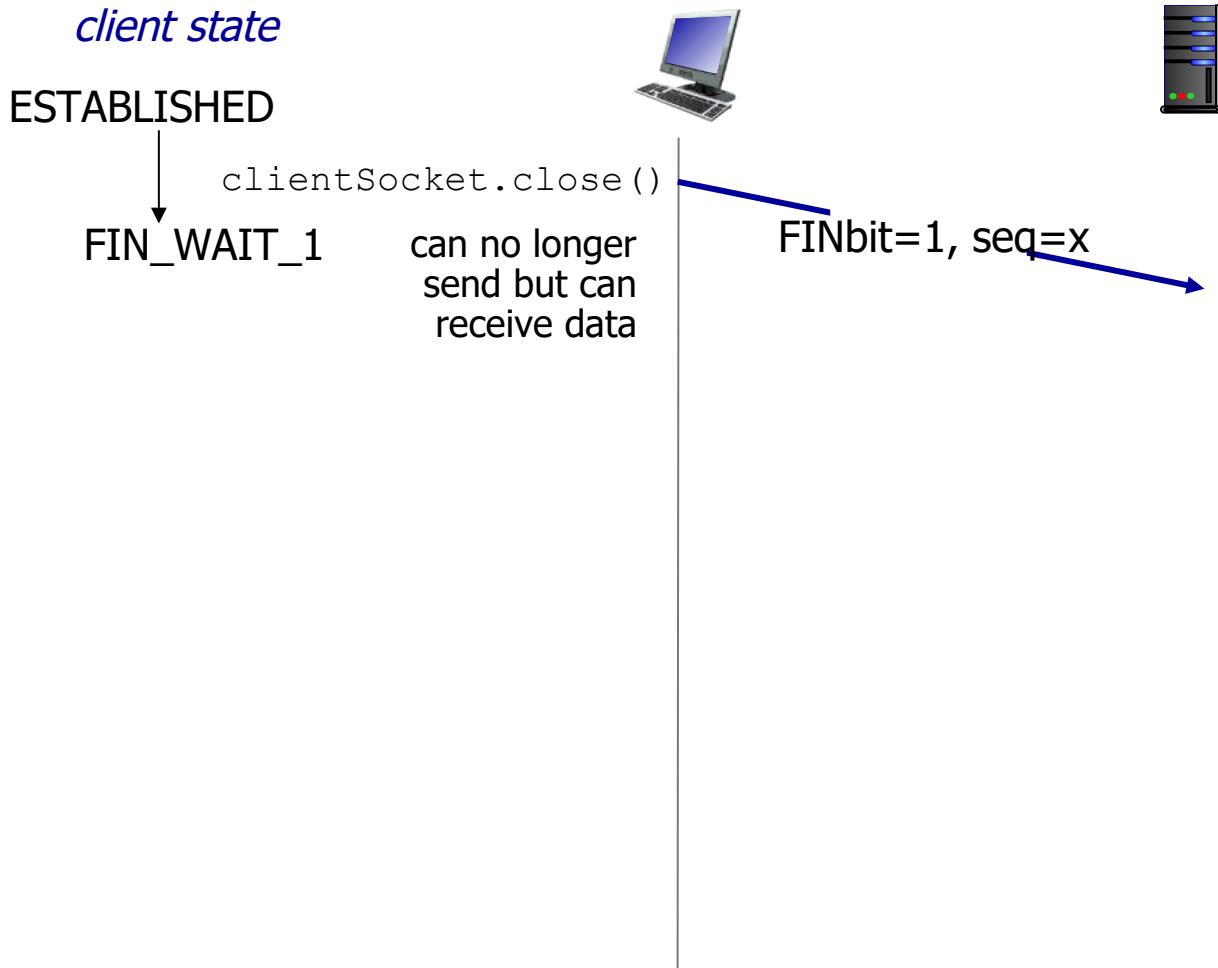 client state
ESTABLISHED
clientSocket.close()
FIN_WAIT_1
can no longer
send but can
receive data
FINbit=1, seq=x